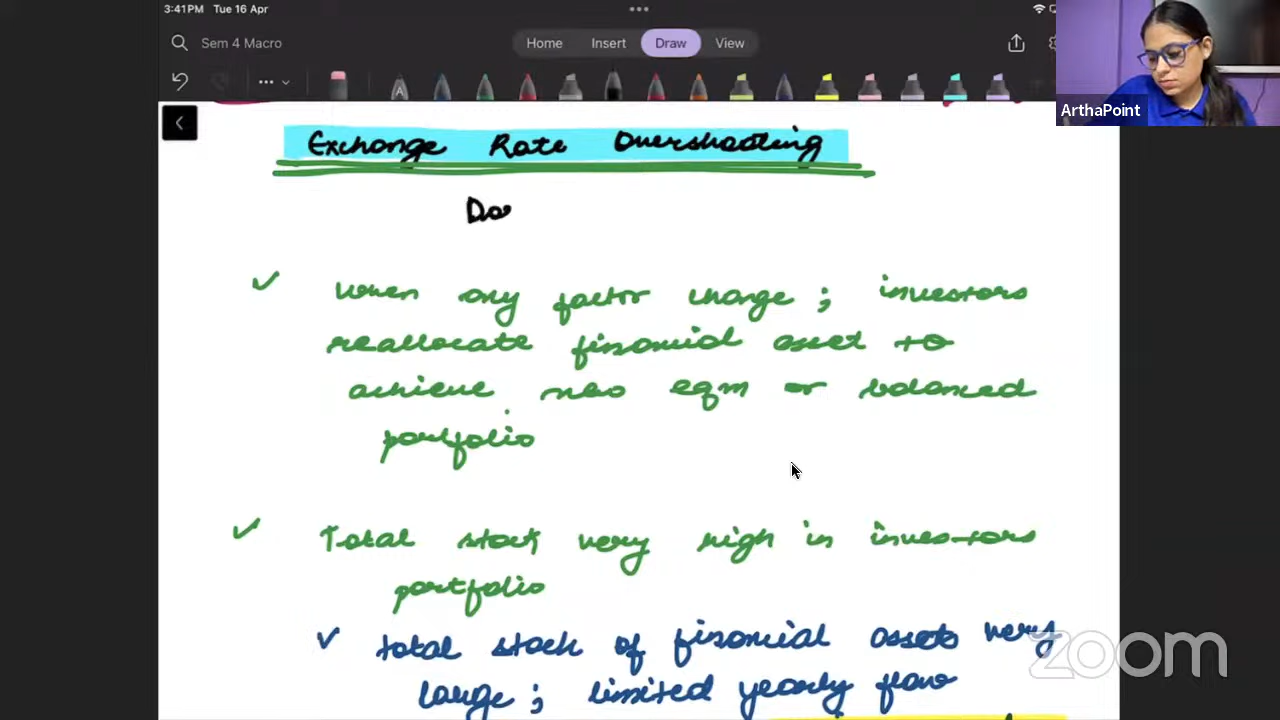 3:41PM Tue 16 Apr
Sem 4 Macro
Home Insert Draw View
A
ArthaPoint
Exchange Rate Overshooting
Do
when any factor change ; investors
reallocate financial asset to
achieve new eqm or balanced
portfolio
Total stock very high in investors
portfolio
total stock of financial assets very
large ; limited yearly flow
zoom